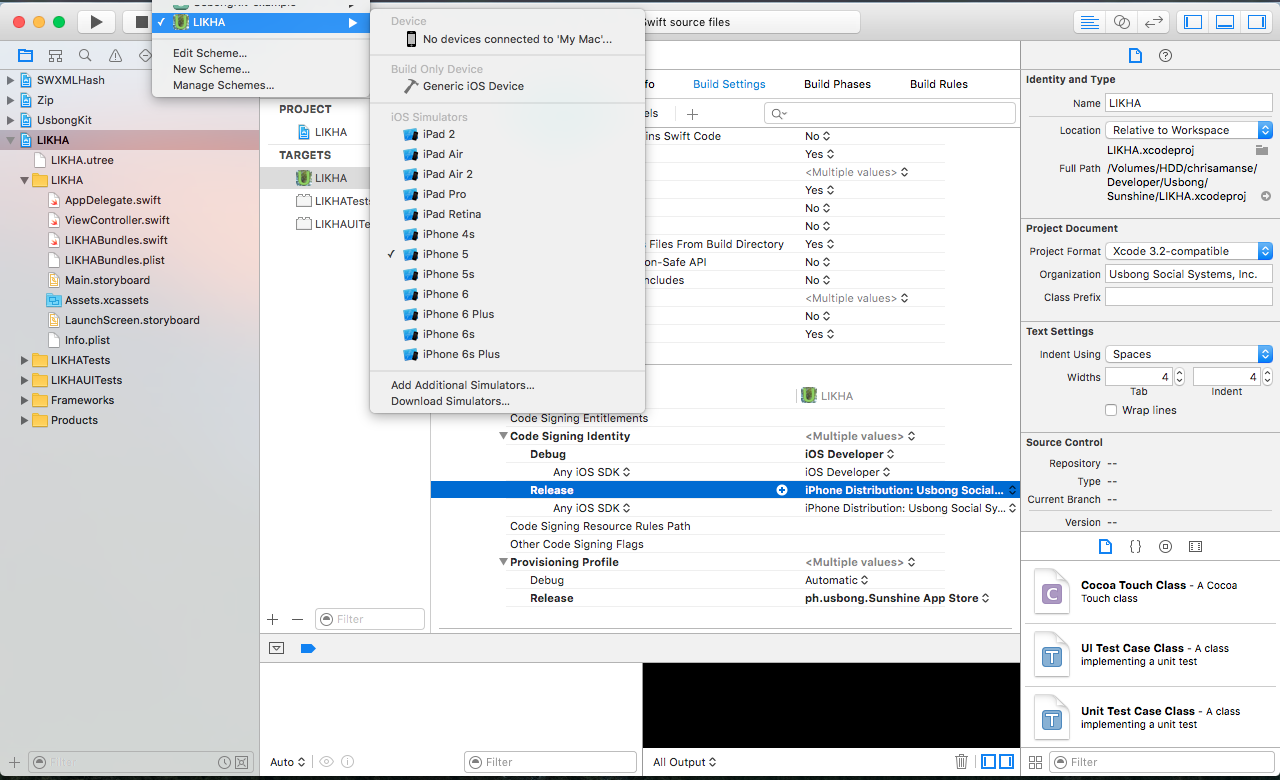 LIKHA
Swift source files
Edit Scheme...
New Scheme...
Manage Schemes...
Device
No devices connected to 'My Mac'...
Build Only Device
Generic iOS Device
iOS Simulators
iPad 2
iPad Air
iPad Air 2
iPad Pro
iPad Retina
iPhone 4s
✓ iPhone 5
iPhone 5s
iPhone 6
iPhone 6 Plus
iPhone 6s
iPhone 6s Plus
Add Additional Simulators...
Download Simulators...
SWXMLHash
Zip
UsbongKit
LIKHA
LIKHA.utree
LIKHA
AppDelegate.swift
ViewController.swift
LIKHABundles.swift
LIKHABundles.plist
Main.storyboard
Assets.xcassets
LaunchScreen.storyboard
Info.plist
LIKHATests
LIKHAUITests
Frameworks
Products
Filter
PROJECT
LIKHA
TARGETS
LIKHA
LIKHATests
LIKHAUITe
Filter
fo
Build Settings
Build Phases
Build Rules
els
ins Swift Code No
Yes
<Multiple values>
Yes
No
No
s Files From Build Directory Yes
on-Safe API No
ncludes No
<Multiple values>
No
Yes
LIKHA
Code Signing Entitlements
Code Signing Identity <Multiple values>
Debug iOS Developer
Any iOS SDK iOS Developer
Release iPhone Distribution: Usbong Social...
Any iOS SDK iPhone Distribution: Usbong Social Sy...
Code Signing Resource Rules Path
Other Code Signing Flags
Provisioning Profile <Multiple values>
Debug Automatic
Release ph.usbong.Sunshine App Store
Auto
Filter
All Output
Identity and Type
Name LIKHA
Location Relative to Workspace
LIKHA.xcodeproj
Full Path /Volumes/HDD/chrisamanse/
Developer/Usbong/
Sunshine/LIKHA.xcodeproj
Project Document
Project Format Xcode 3.2-compatible
Organization Usbong Social Systems, Inc.
Class Prefix
Text Settings
Indent Using Spaces
Widths 4 4
Tab Indent
Wrap lines
Source Control
Repository --
Type --
Current Branch --
Version --
{}
C
Cocoa Touch Class - A Cocoa
Touch class
T
UI Test Case Class - A class
implementing a unit test
T
Unit Test Case Class - A class
implementing a unit test
Filter